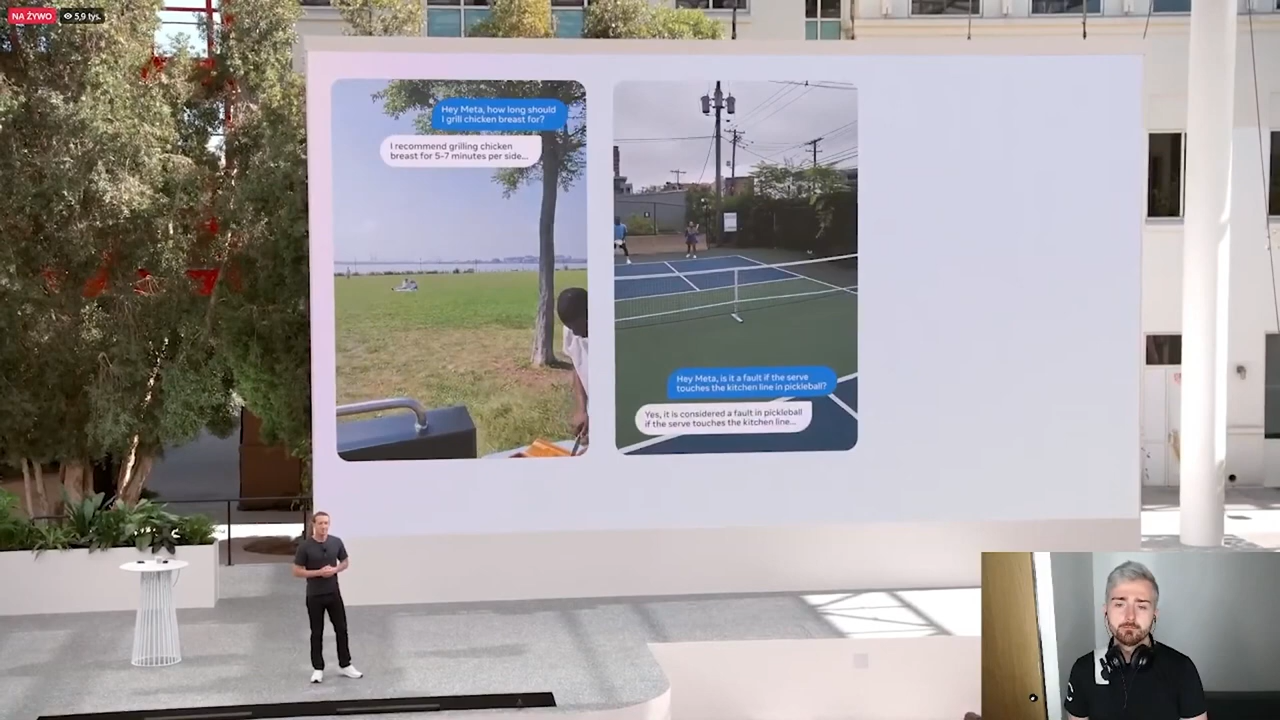 NA ŻYWO
5,9 tys.
Hey Meta, how long should
I grill chicken breast for?
I recommend grilling chicken
breast for 5-7 minutes per side...
Hey Meta, is it a fault if the serve
touches the kitchen line in pickleball?
Yes, it is considered a fault in pickleball
if the serve touches the kitchen line...